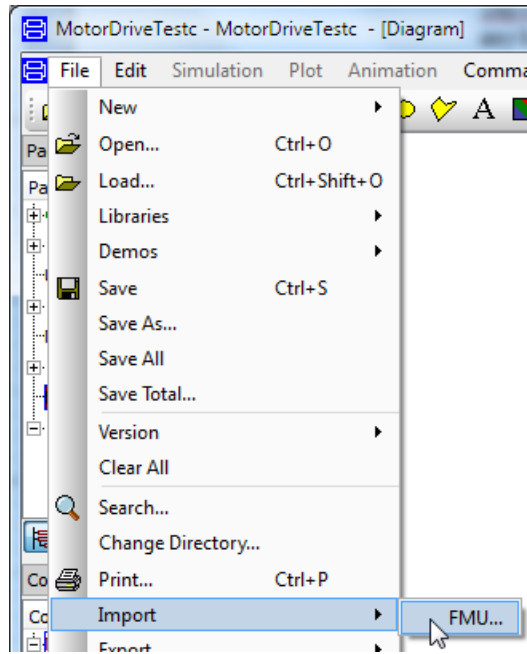 MotorDriveTestc - MotorDriveTestc - [Diagram]
File Edit Simulation Plot Animation Comma
New
A
Pa
Open... Ctrl+O
Pa
Load... Ctrl+Shift+O
Libraries
Demos
Save Ctrl+S
Save As...
Save All
Save Total...
Version
Clear All
Search...
Change Directory...
Co
Print... Ctrl+P
Co
Import
FMU...
Export